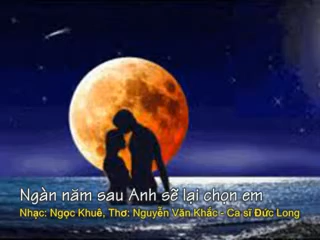 Ngàn năm sau Anh sẽ lại chọn em
Nhạc: Ngọc Khuê, Thơ: Nguyễn Văn Khắc - Ca sĩ Đức Long